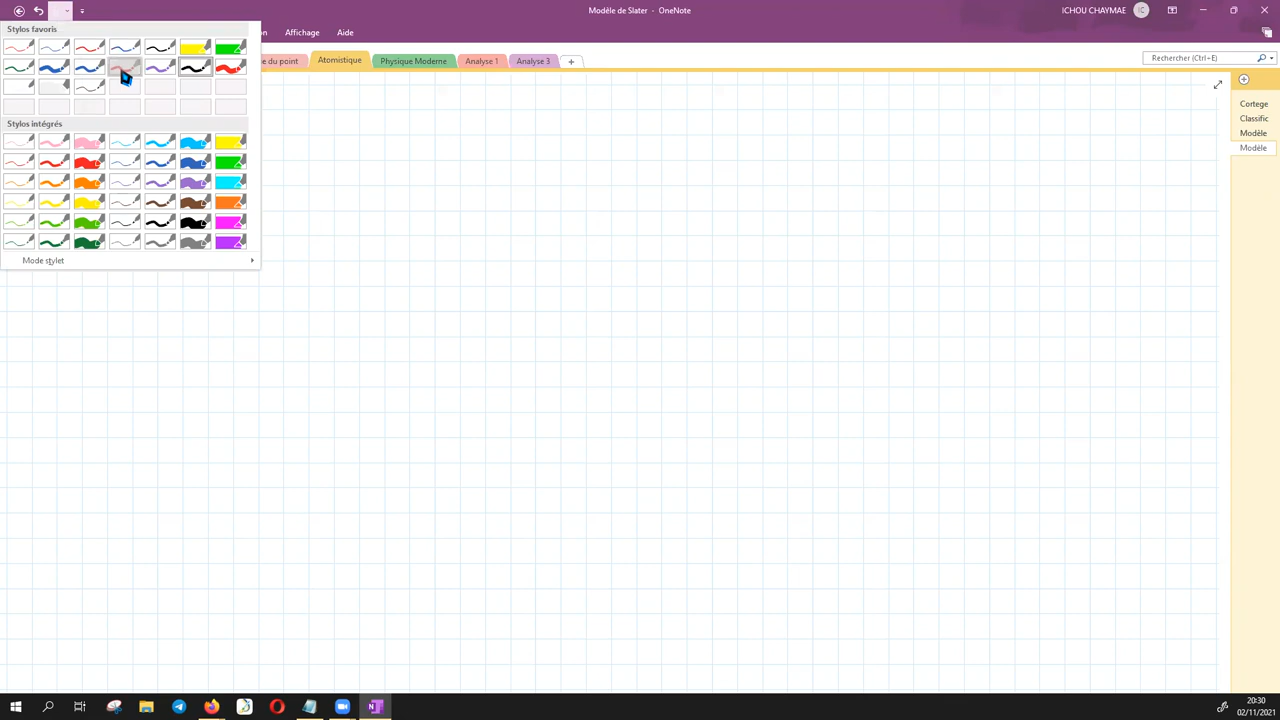 Modèle de Slater - OneNote
ICHOU CHAYMAE
IC
Stylos favoris
Affichage
Aide
e du point
Atomistique
Physique Moderne
Analyse 1
Analyse 3
Rechercher (Ctrl+E)
Cortege
Classific
Modèle
Modèle
Stylos intégrés
Mode stylet
20:30
02/11/2021